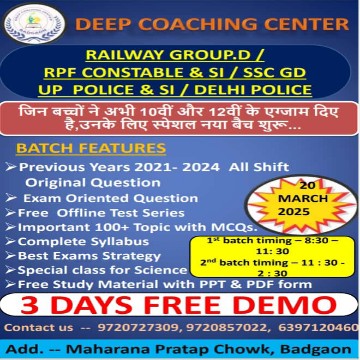 DEEP COACHING CENTER
RAILWAY GROUP.D /
RPF CONSTABLE & SI / SSC GD
UP POLICE & SI / DELHI POLICE
जिन बच्चों ने अभी 10वीं और 12वीं के एग्जाम दिए
है,उनके लिए स्पेशल नया बैच शुरू...
BATCH FEATURES
Previous Years 2021- 2024 All Shift
Original Question
Exam Oriented Question
Free Offline Test Series
Important 100+ Topic with MCQs.
Complete Syllabus
Best Exams Strategy
Special class for Science
Free Study Material with PPT & PDF form
20
MARCH
2025
1st batch timing – 8:30 –
11: 30
2nd batch timing – 11 : 30 -
2 : 30
3 DAYS FREE DEMO
Contact us -- 9720727309, 9720857022, 6397120460
Add. -- Maharana Pratap Chowk, Badgaon